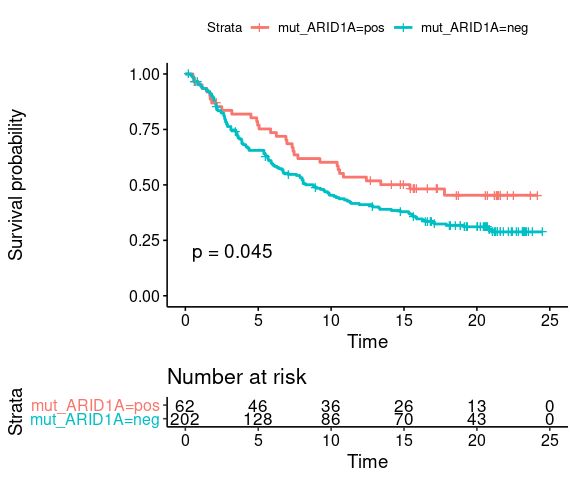 Strata mut_ARID1A=pos mut_ARID1A=neg
Survival probability
1.00
0.75
0.50
0.25
0.00
p = 0.045
0 5 10 15 20 25
Time
Number at risk
Strata
mut_ARID1A=pos 62 46 36 26 13 0
mut_ARID1A=neg 202 128 86 70 43 0
0 5 10 15 20 25
Time